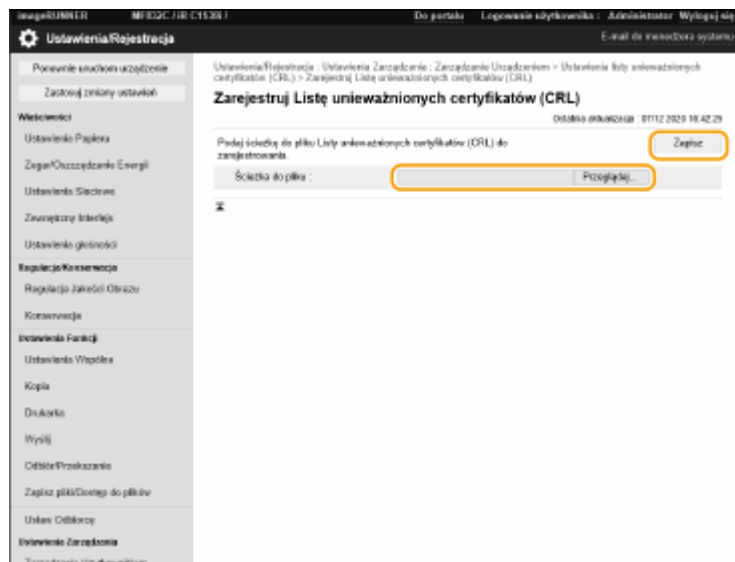 imageRUNNER
Do portalu Logowanie użytkownika : Administrator Wyloguj się
Ustawienia/Rejestracja
E-mail do menedżera systemu
Ponownie uruchom urządzenie
Zastosuj zmiany ustawień
Ustawienia/Rejestracja : Ustawienia Zarządzania : Zarządzanie Urządzeniem > Ustawienia listy unieważnionych
certyfikatów (CRL) > Zarejestruj Listę unieważnionych certyfikatów (CRL)
Zarejestruj Listę unieważnionych certyfikatów (CRL)
Ostatnia aktualizacja : 07/12 2020 16:42:29
Podaj ścieżkę do pliku Listy unieważnionych certyfikatów (CRL) do
zarejestrowania.
Zapisz
Ścieżka do pliku :
Przeglądaj...
Właściwości
Ustawienia Papieru
Zegar/Oszczędzanie Energii
Ustawienia Sieciowe
Zewnętrzny Interfejs
Ustawienia głośności
Regulacja/Konserwacja
Regulacja Jakości Obrazu
Konserwacja
Ustawienia Funkcji
Ustawienia Wspólne
Kopia
Drukarka
Wyślij
Odbiór/Przekazanie
Zapisz pliki/Dostęp do plików
Ustaw Odbiorcę
Ustawienia Zarządzania